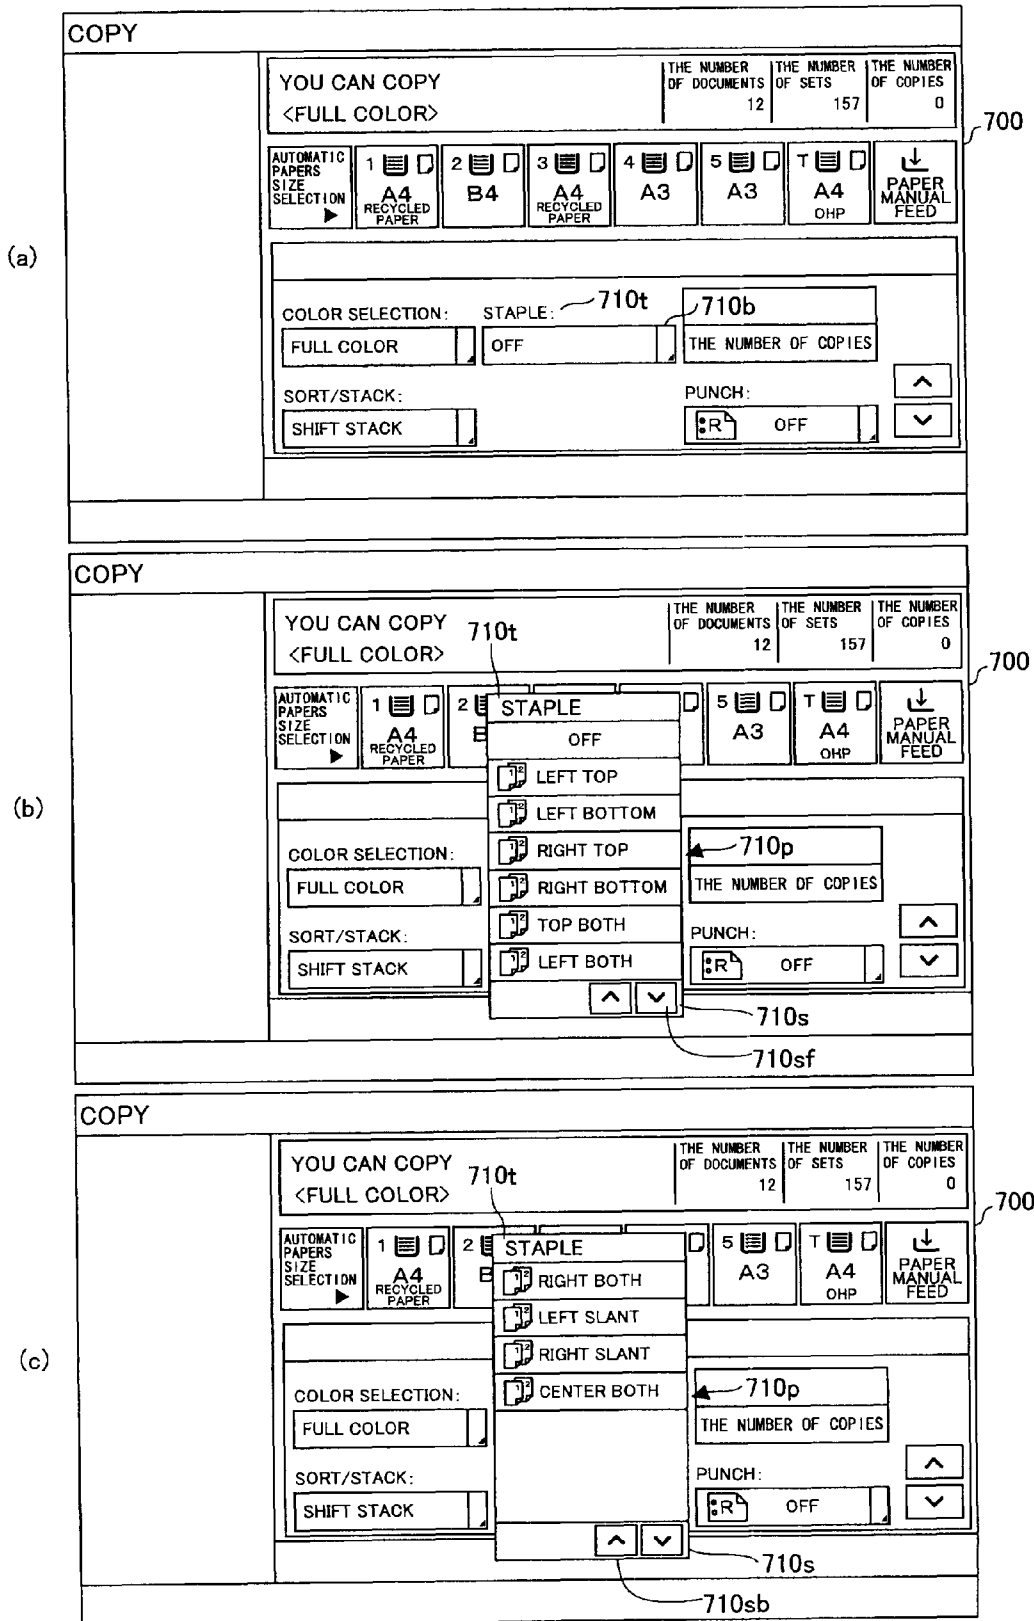 (a)
COPY
YOU CAN COPY
<FULL COLOR>
THE NUMBER OF DOCUMENTS 12
THE NUMBER OF SETS 157
THE NUMBER OF COPIES 0
700
AUTOMATIC PAPERS SIZE SELECTION
1 A4 RECYCLED PAPER
2 B4
3 A4 RECYCLED PAPER
4 A3
5 A3
T A4 OHP
PAPER MANUAL FEED
COLOR SELECTION:
FULL COLOR
STAPLE:
710t
OFF
710b
THE NUMBER OF COPIES
SORT/STACK:
SHIFT STACK
PUNCH:
R OFF
(b)
COPY
YOU CAN COPY
<FULL COLOR>
710t
THE NUMBER OF DOCUMENTS 12
THE NUMBER OF SETS 157
THE NUMBER OF COPIES 0
700
AUTOMATIC PAPERS SIZE SELECTION
1 A4 RECYCLED PAPER
2
5 A3
T A4 OHP
PAPER MANUAL FEED
STAPLE
OFF
12 LEFT TOP
12 LEFT BOTTOM
12 RIGHT TOP
12 RIGHT BOTTOM
12 TOP BOTH
12 LEFT BOTH
710p
COLOR SELECTION:
FULL COLOR
THE NUMBER OF COPIES
SORT/STACK:
SHIFT STACK
PUNCH:
R OFF
710s
710sf
(c)
COPY
YOU CAN COPY
<FULL COLOR>
710t
THE NUMBER OF DOCUMENTS 12
THE NUMBER OF SETS 157
THE NUMBER OF COPIES 0
700
AUTOMATIC PAPERS SIZE SELECTION
1 A4 RECYCLED PAPER
2
5 A3
T A4 OHP
PAPER MANUAL FEED
STAPLE
12 RIGHT BOTH
12 LEFT SLANT
12 RIGHT SLANT
12 CENTER BOTH
710p
COLOR SELECTION:
FULL COLOR
THE NUMBER OF COPIES
SORT/STACK:
SHIFT STACK
PUNCH:
R OFF
710s
710sb